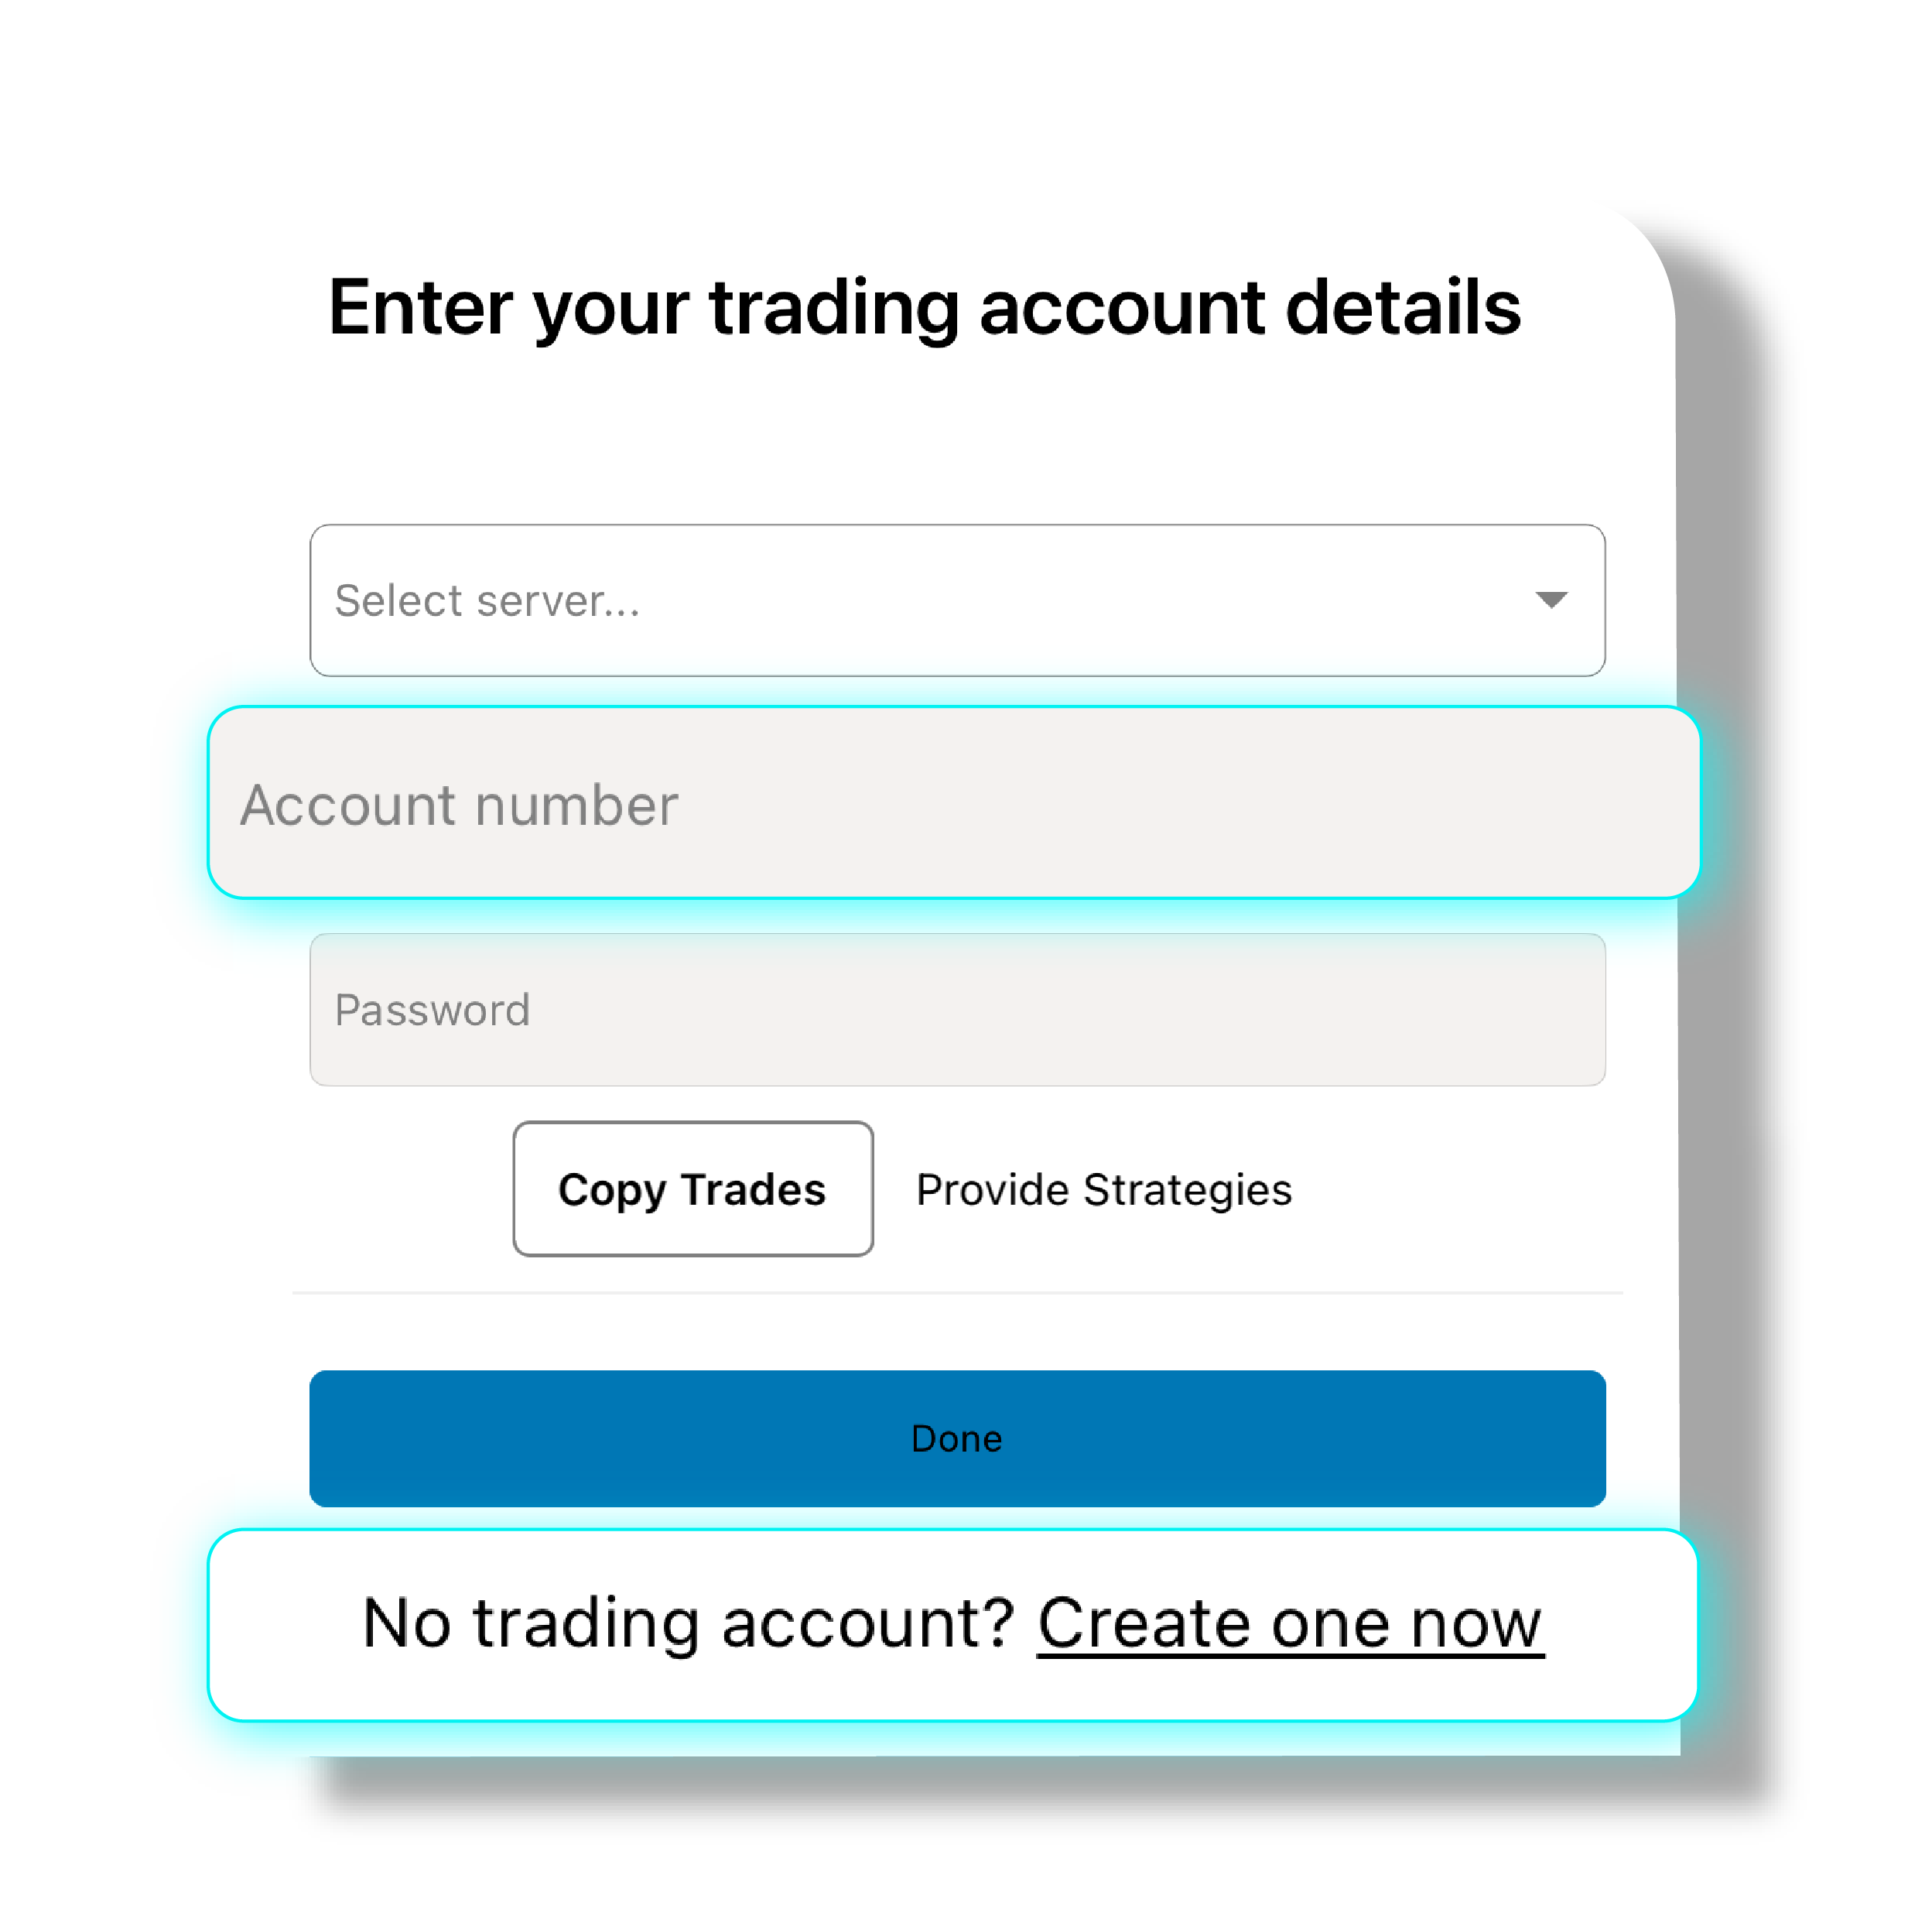 Enter your trading account details
Select server...
Account number
Password
Copy Trades Provide Strategies
Done
No trading account? Create one now